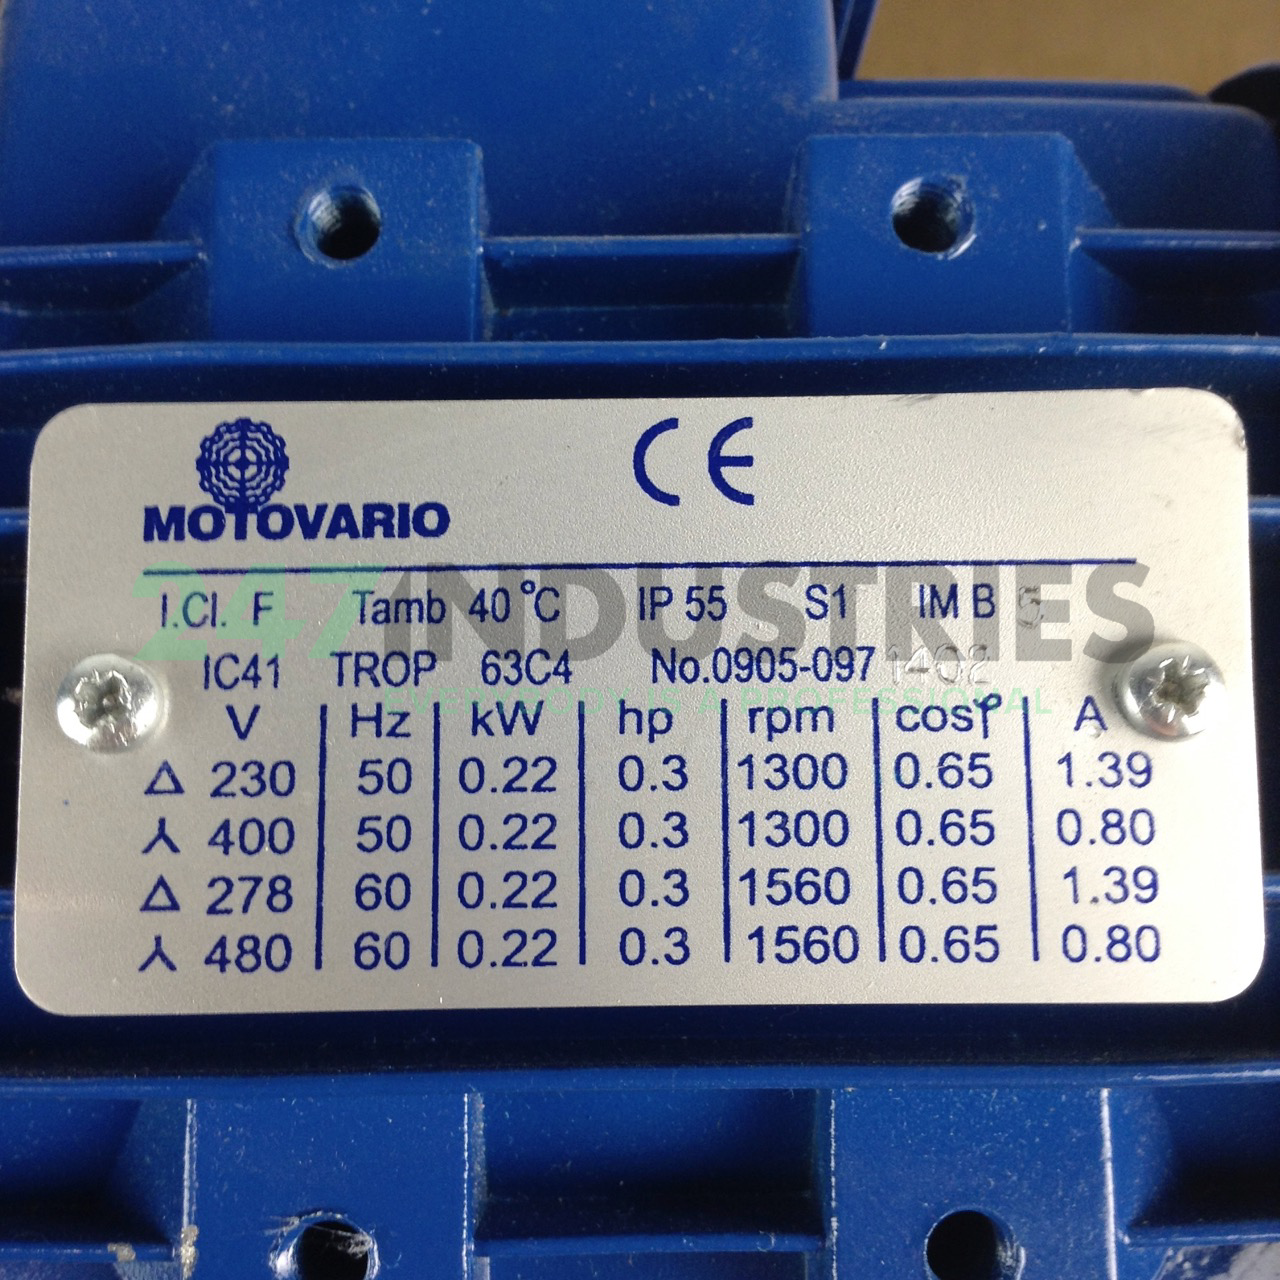 MOTOVARIO
CE
I.Cl. F Tamb 40°C IP 55 S1 IM B 5
247 INDUSTRIES
IC41 TROP 63C4 No.0905-097 1402
EVERYBODY IS A PROFESSIONAL
V Hz kW hp rpm cosφ A
Δ 230 50 0.22 0.3 1300 0.65 1.39
⅄ 400 50 0.22 0.3 1300 0.65 0.80
Δ 278 60 0.22 0.3 1560 0.65 1.39
⅄ 480 60 0.22 0.3 1560 0.65 0.80